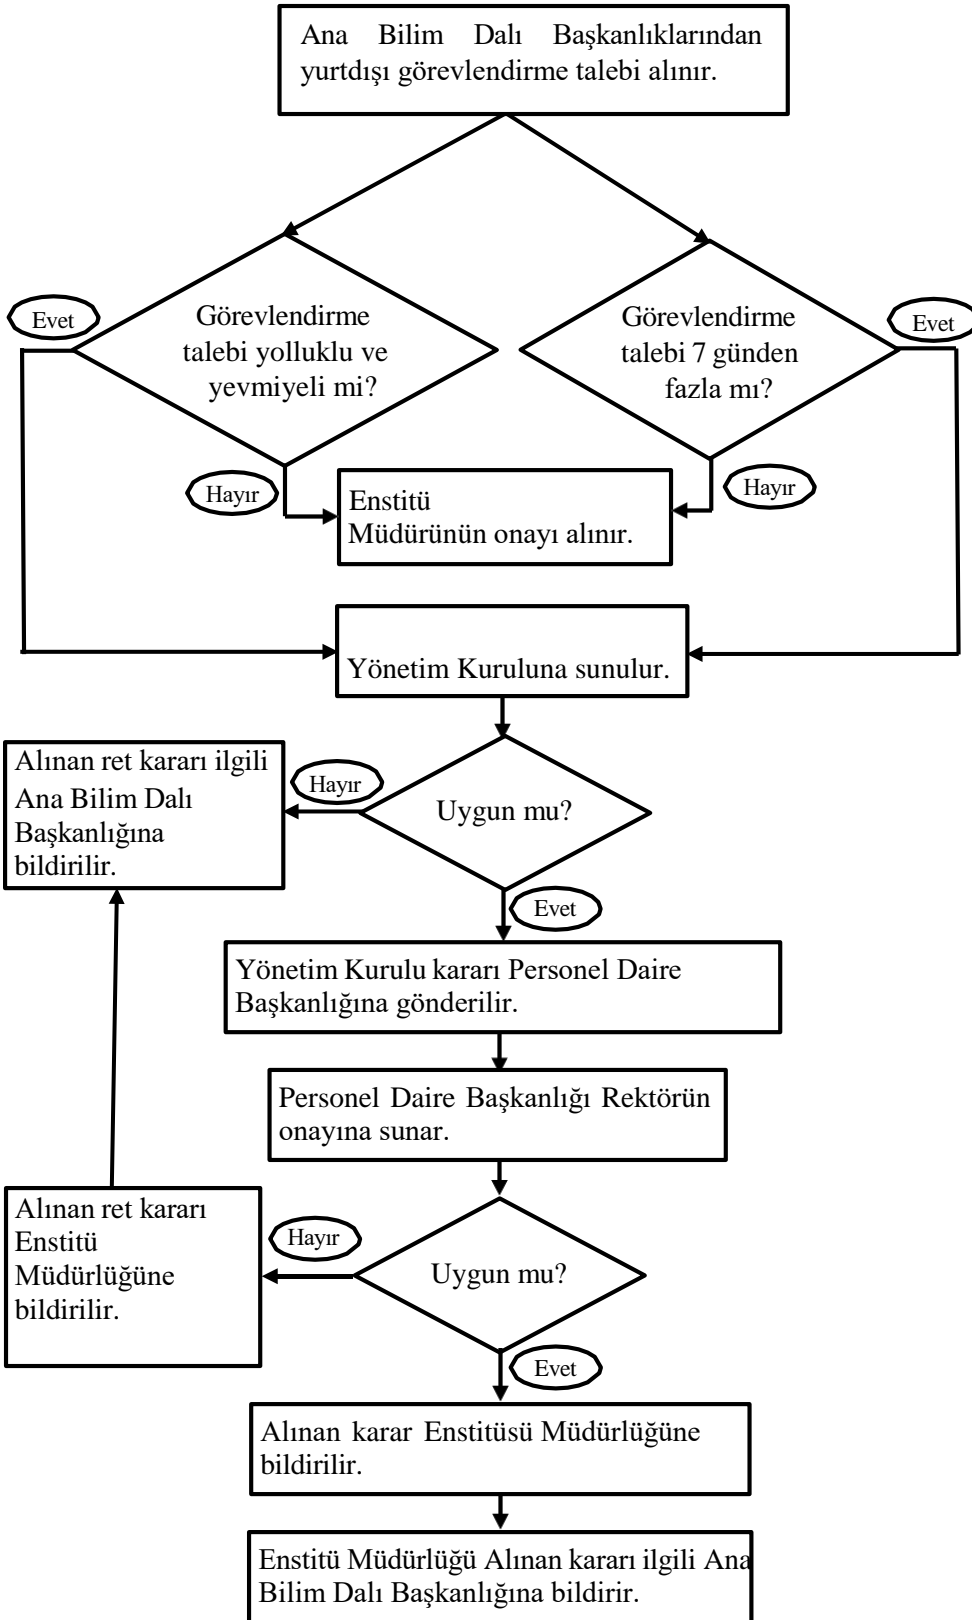 Ana Bilim Dalı Başkanlıklarından
yurtdışı görevlendirme talebi alınır.
Evet
Görevlendirme
talebi yolluklu ve
yevmiyeli mi?
Görevlendirme
talebi 7 günden
fazla mı?
Evet
Hayır
Enstitü
Müdürünün onayı alınır.
Hayır
Yönetim Kuruluna sunulur.
Alınan ret kararı ilgili
Ana Bilim Dalı
Başkanlığına
bildirilir.
Hayır
Uygun mu?
Evet
Yönetim Kurulu kararı Personel Daire
Başkanlığına gönderilir.
Personel Daire Başkanlığı Rektörün
onayına sunar.
Alınan ret kararı
Enstitü
Müdürlüğüne
bildirilir.
Hayır
Uygun mu?
Evet
Alınan karar Enstitüsü Müdürlüğüne
bildirilir.
Enstitü Müdürlüğü Alınan kararı ilgili Ana
Bilim Dalı Başkanlığına bildirir.